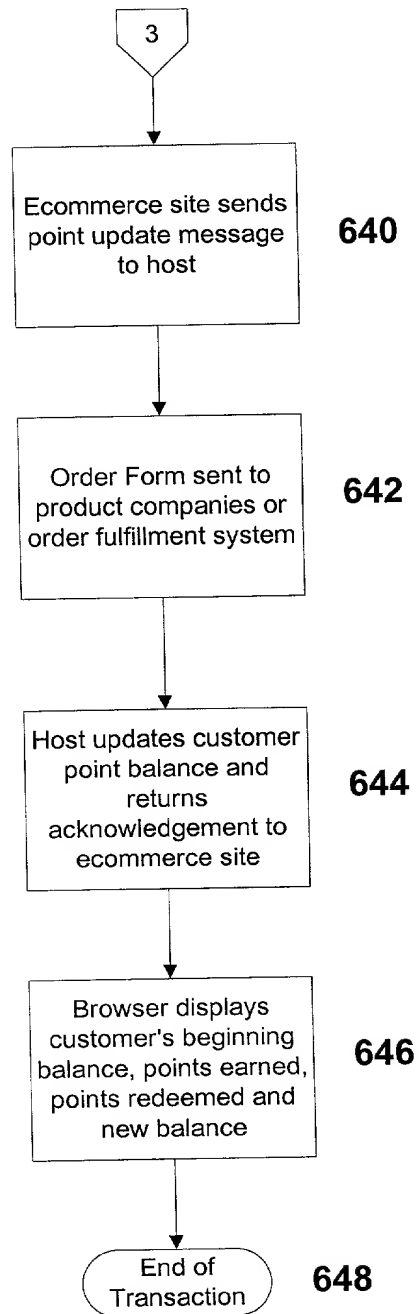 3
Ecommerce site sends
point update message
to host
640
Order Form sent to
product companies or
order fulfillment system
642
Host updates customer
point balance and
returns
acknowledgement to
ecommerce site
644
Browser displays
customer's beginning
balance, points earned,
points redeemed and
new balance
646
End of
Transaction
648